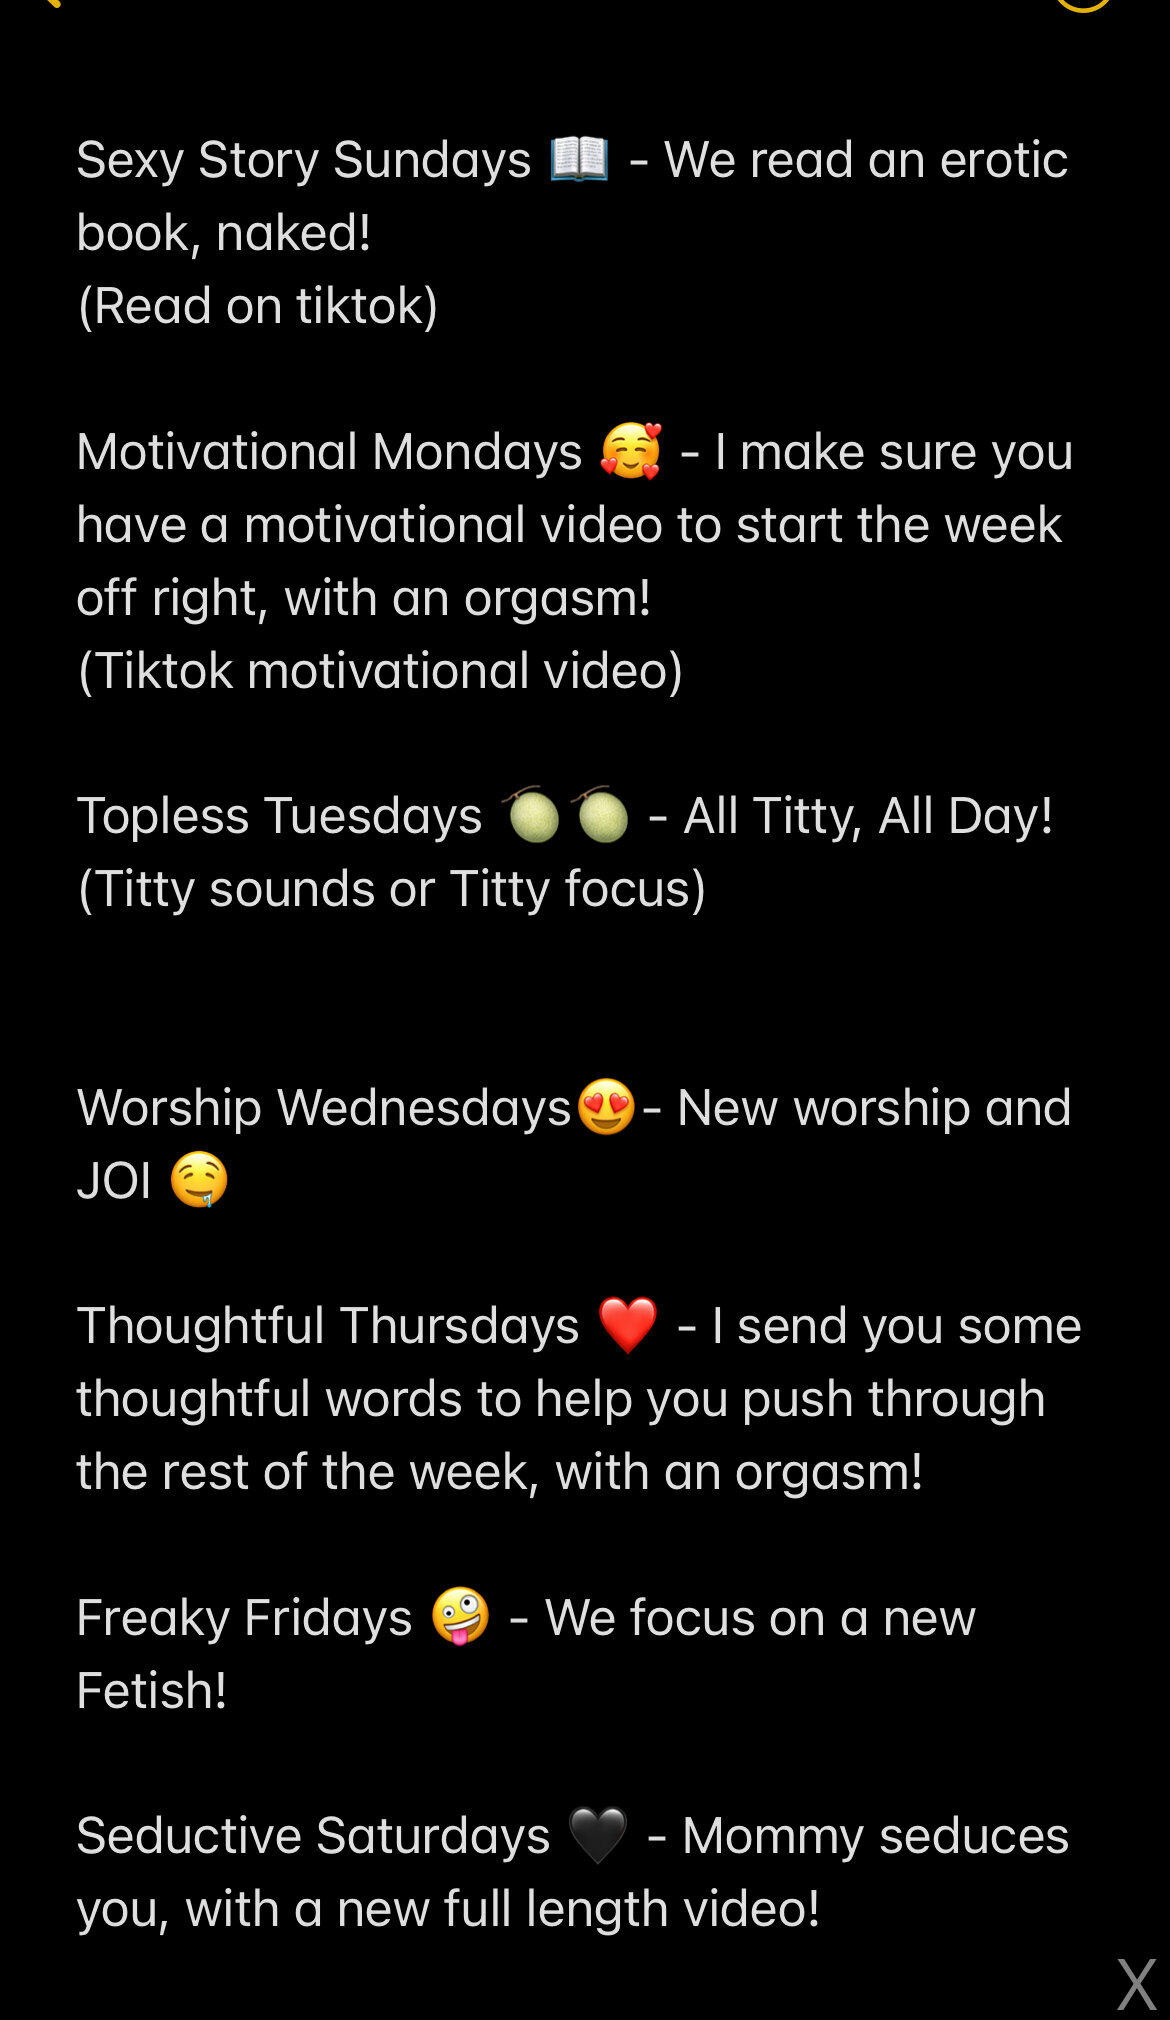 Sexy Story Sundays 📖 - We read an erotic
book, naked!
(Read on tiktok)
Motivational Mondays 🥰 - I make sure you
have a motivational video to start the week
off right, with an orgasm!
(Tiktok motivational video)
Topless Tuesdays 🍈🍈 - All Titty, All Day!
(Titty sounds or Titty focus)
Worship Wednesdays😍- New worship and
JOI 🤤
Thoughtful Thursdays ❤️ - I send you some
thoughtful words to help you push through
the rest of the week, with an orgasm!
Freaky Fridays 🤪 - We focus on a new
Fetish!
Seductive Saturdays 🖤 - Mommy seduces
you, with a new full length video!
X